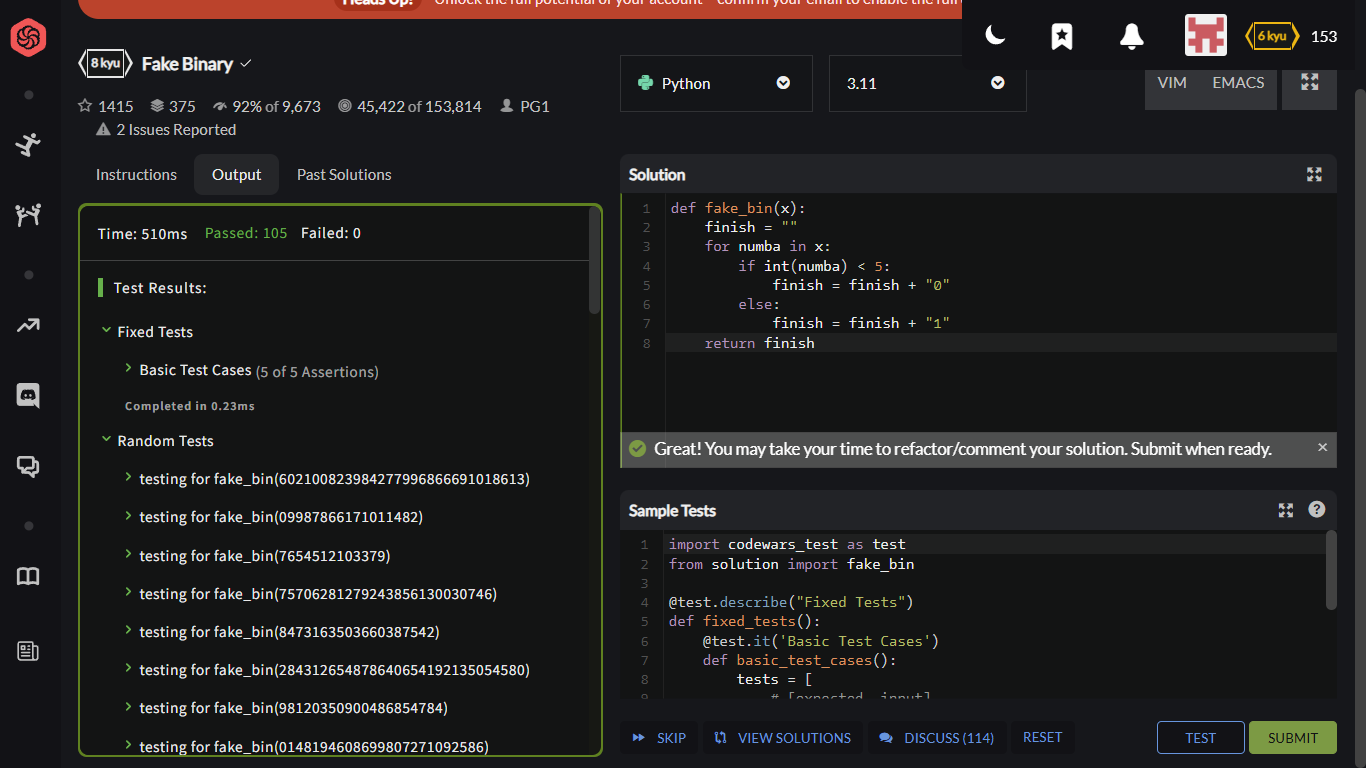 Heads Up! Unlock the full potential of your account - confirm your email to enable the full
6 kyu 153
8 kyu Fake Binary
Python 3.11 VIM EMACS
1415 375 92% of 9,673 45,422 of 153,814 PG1
2 Issues Reported
Instructions Output Past Solutions
Time: 510ms Passed: 105 Failed: 0
Test Results:
Fixed Tests
Basic Test Cases (5 of 5 Assertions)
Completed in 0.23ms
Random Tests
testing for fake_bin(6021008239842779968666910​18613)
testing for fake_bin(09987866171011482)
testing for fake_bin(7654512103379)
testing for fake_bin(75706281279243856130030746)
testing for fake_bin(8473163503660387542)
testing for fake_bin(284312654878640654192135054580)
testing for fake_bin(98120350900486854784)
testing for fake_bin(0148194608699807271092586)
Solution
1 def fake_bin(x):
2     finish = ""
3     for numba in x:
4         if int(numba) < 5:
5             finish = finish + "0"
6         else:
7             finish = finish + "1"
8     return finish
Great! You may take your time to refactor/comment your solution. Submit when ready. ×
Sample Tests ?
1 import codewars_test as test
2 from solution import fake_bin
3
4 @test.describe("Fixed Tests")
5 def fixed_tests():
6     @test.it('Basic Test Cases')
7     def basic_test_cases():
8         tests = [
9             # [expected, input]
SKIP VIEW SOLUTIONS DISCUSS (114) RESET TEST SUBMIT